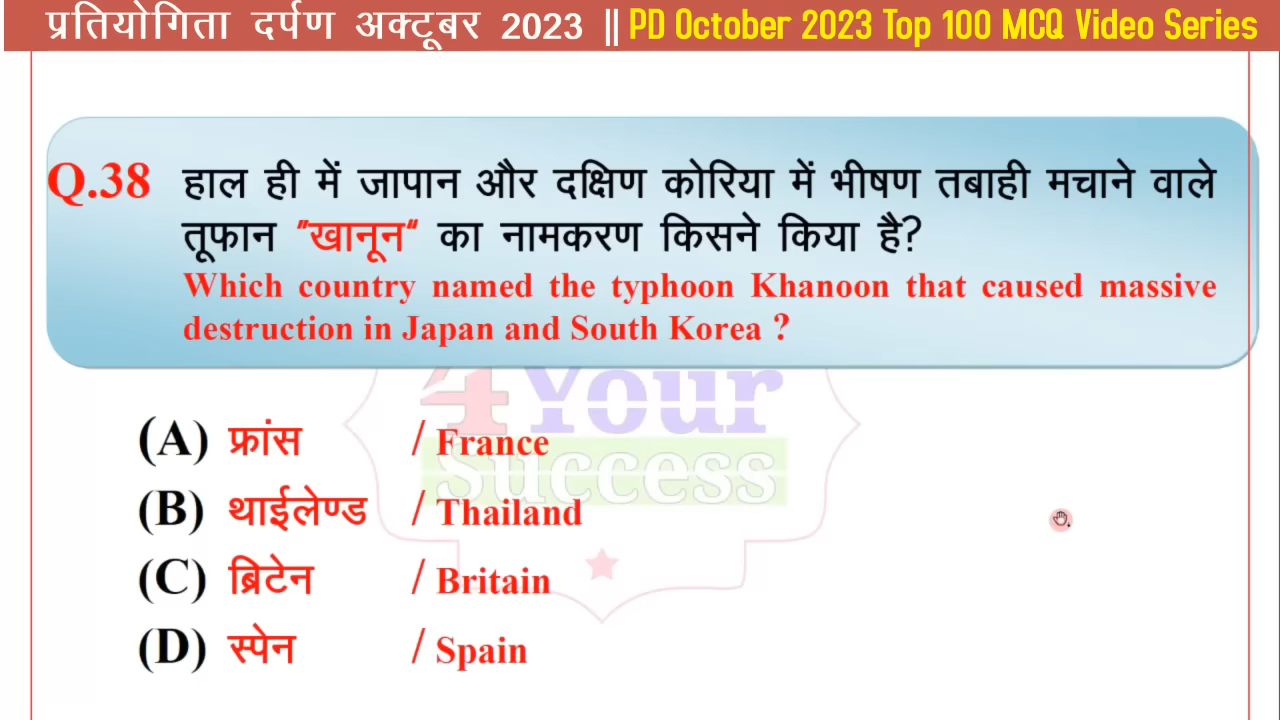 प्रतियोगिता दर्पण अक्टूबर 2023 || PD October 2023 Top 100 MCQ Video Series
Q.38 हाल ही में जापान और दक्षिण कोरिया में भीषण तबाही मचाने वाले
तूफान "खानून" का नामकरण किसने किया है?
Which country named the typhoon Khanoon that caused massive
destruction in Japan and South Korea ?
4Your
Success
(A) फ्रांस / France
(B) थाईलेण्ड / Thailand
(C) ब्रिटेन / Britain
(D) स्पेन / Spain